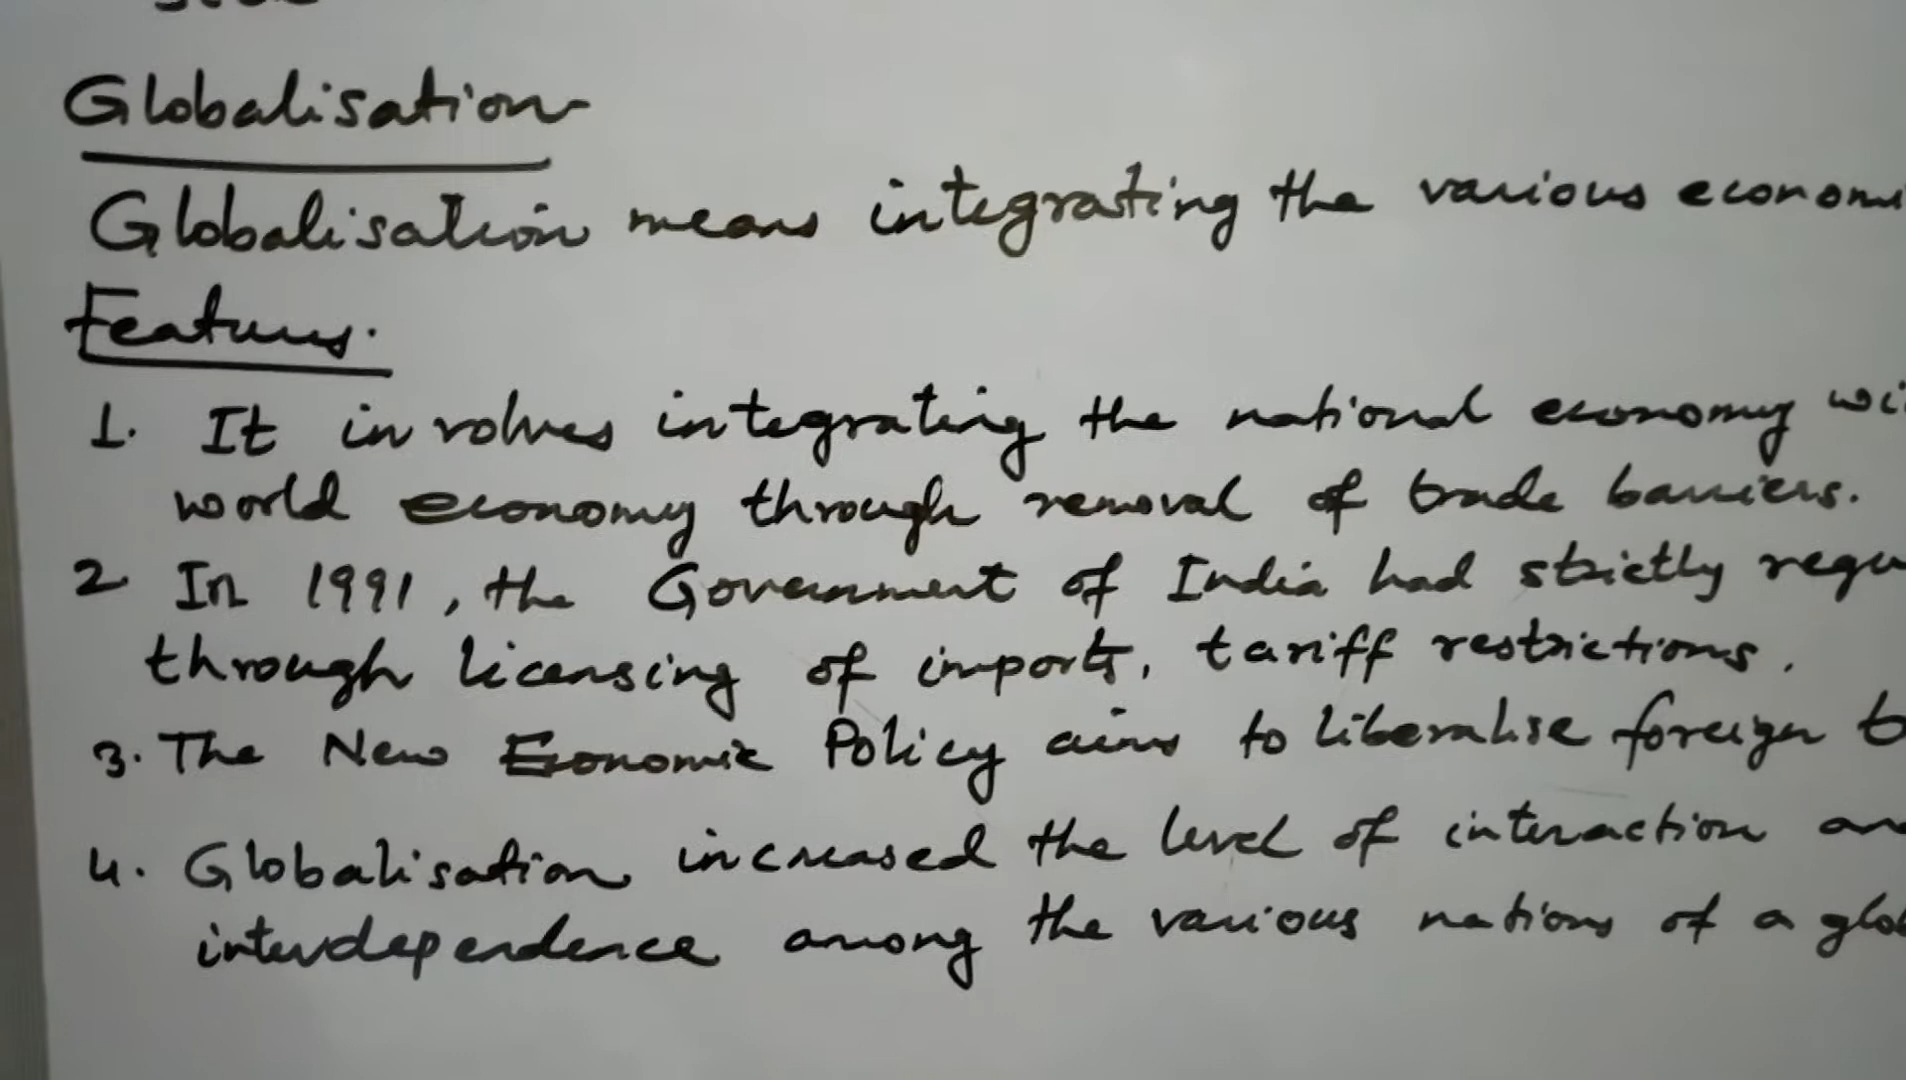 Globalisation
Globalisation means integrating the various economi
Features.
1. It involves integrating the national economy wi
world economy through removal of trade barriers.
2 In 1991, the Government of India had strictly regu
through licensing of imports, tariff restrictions.
3. The New Economic Policy aims to liberalise foreign t
4. Globalisation increased the level of interaction an
interdependence among the various nations of a glob